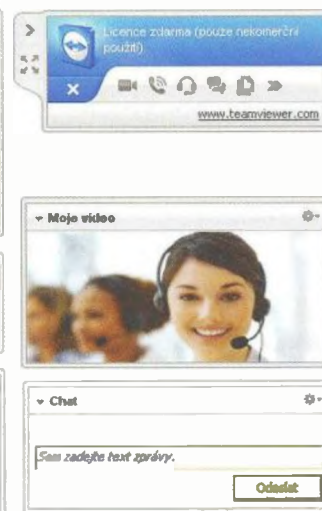 Licence zdarma (pouze nekomerční
použití)
www.teamviewer.com
Moje video
Chat
Sem zadejte text zprávy.
Odeslat